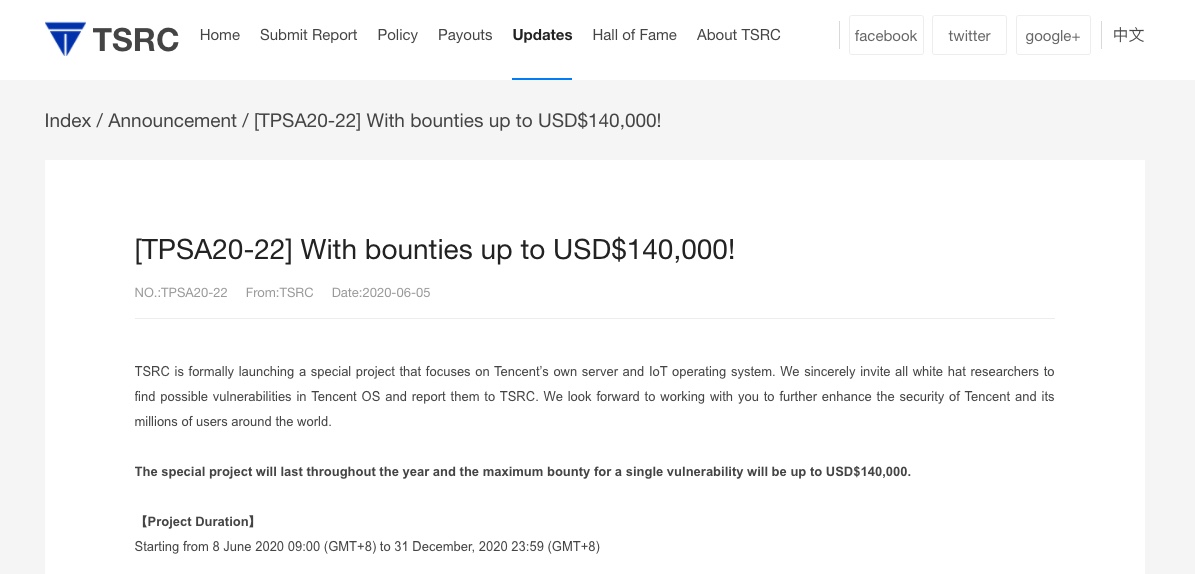 TSRC
Home Submit Report Policy Payouts Updates Hall of Fame About TSRC facebook twitter google+ 中文
Index / Announcement / [TPSA20-22] With bounties up to USD$140,000!
[TPSA20-22] With bounties up to USD$140,000!
NO.:TPSA20-22 From:TSRC Date:2020-06-05
TSRC is formally launching a special project that focuses on Tencent's own server and IoT operating system. We sincerely invite all white hat researchers to
find possible vulnerabilities in Tencent OS and report them to TSRC. We look forward to working with you to further enhance the security of Tencent and its
millions of users around the world.
The special project will last throughout the year and the maximum bounty for a single vulnerability will be up to USD$140,000.
【Project Duration】
Starting from 8 June 2020 09:00 (GMT+8) to 31 December, 2020 23:59 (GMT+8)